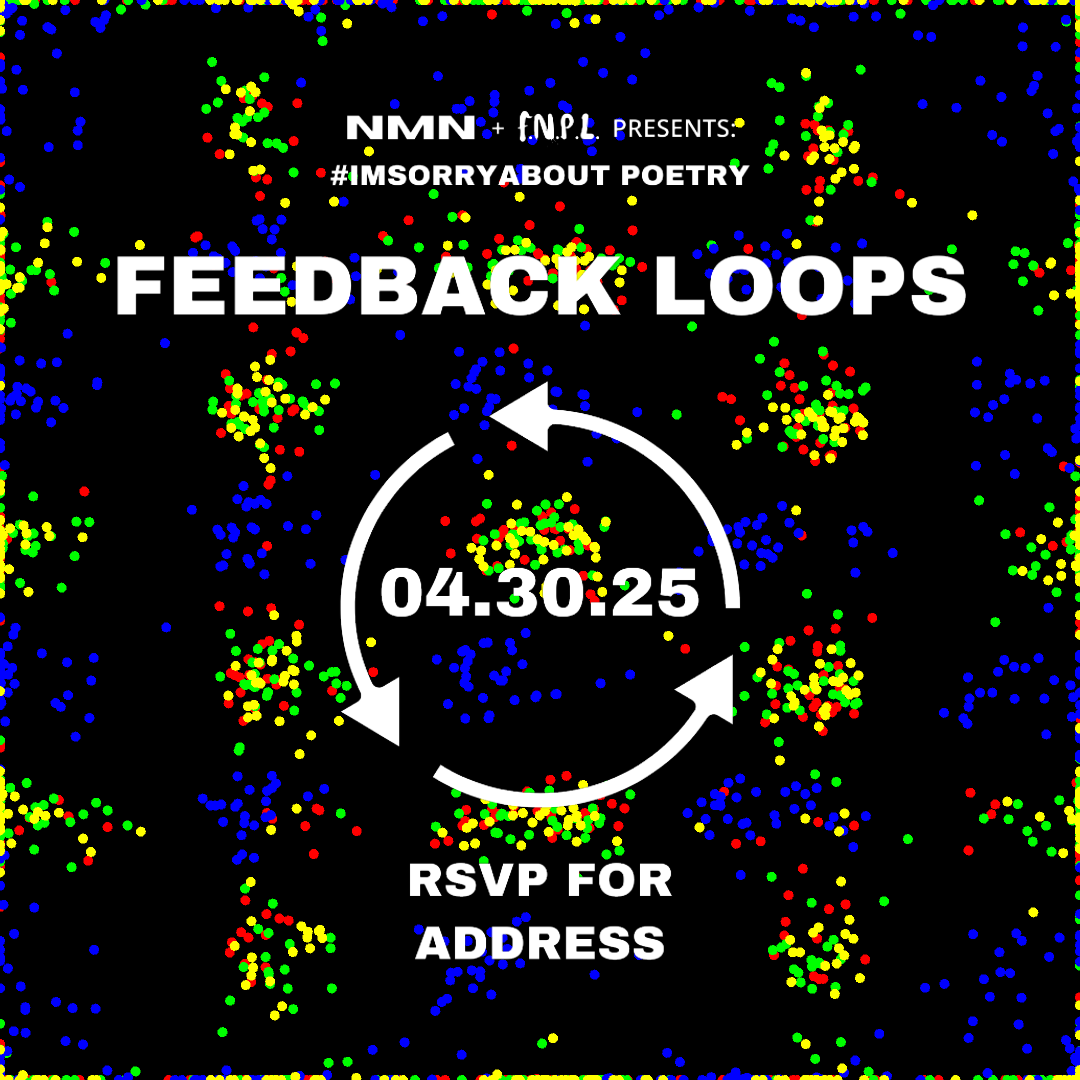 NMN + F.N.P.L. PRESENTS:
#IMSORRYABOUT POETRY
FEEDBACK LOOPS
04.30.25
RSVP FOR
ADDRESS